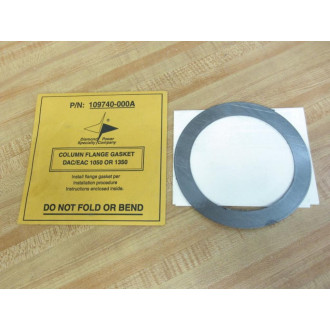 P/N: 109740-000A
Diamond Power
Specialty Company
COLUMN FLANGE GASKET
DAC/EAC 1050 OR 1350
Install flange gasket per
installation procedure
Instructions enclosed inside.
DO NOT FOLD OR BEND